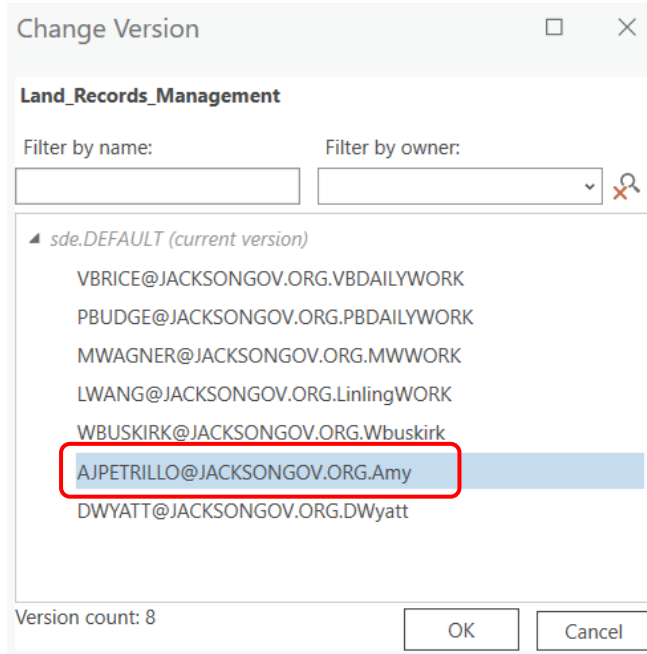 Change Version
Land_Records_Management
Filter by name: Filter by owner:
sde.DEFAULT (current version)
VBRICE@JACKSONGOV.ORG.VBDAILYWORK
PBUDGE@JACKSONGOV.ORG.PBDAILYWORK
MWAGNER@JACKSONGOV.ORG.MWWORK
LWANG@JACKSONGOV.ORG.LinlingWORK
WBUSKIRK@JACKSONGOV.ORG.Wbuskirk
AJPETRILLO@JACKSONGOV.ORG.Amy
DWYATT@JACKSONGOV.ORG.DWyatt
Version count: 8
OK Cancel